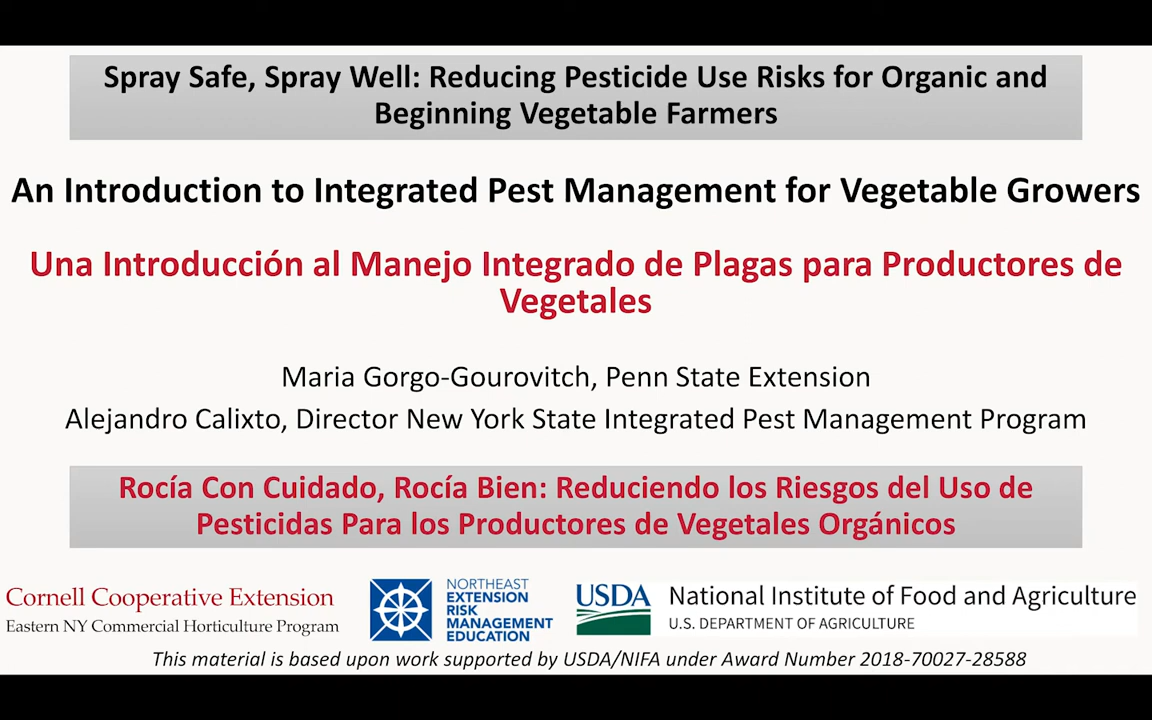 Spray Safe, Spray Well: Reducing Pesticide Use Risks for Organic and
Beginning Vegetable Farmers
An Introduction to Integrated Pest Management for Vegetable Growers
Una Introducción al Manejo Integrado de Plagas para Productores de
Vegetales
Maria Gorgo-Gourovitch, Penn State Extension
Alejandro Calixto, Director New York State Integrated Pest Management Program
Rocía Con Cuidado, Rocía Bien: Reduciendo los Riesgos del Uso de
Pesticidas Para los Productores de Vegetales Orgánicos
Cornell Cooperative Extension
Eastern NY Commercial Horticulture Program
NORTHEAST
EXTENSION
RISK
MANAGEMENT
EDUCATION
USDA
National Institute of Food and Agriculture
U.S. DEPARTMENT OF AGRICULTURE
This material is based upon work supported by USDA/NIFA under Award Number 2018-70027-28588